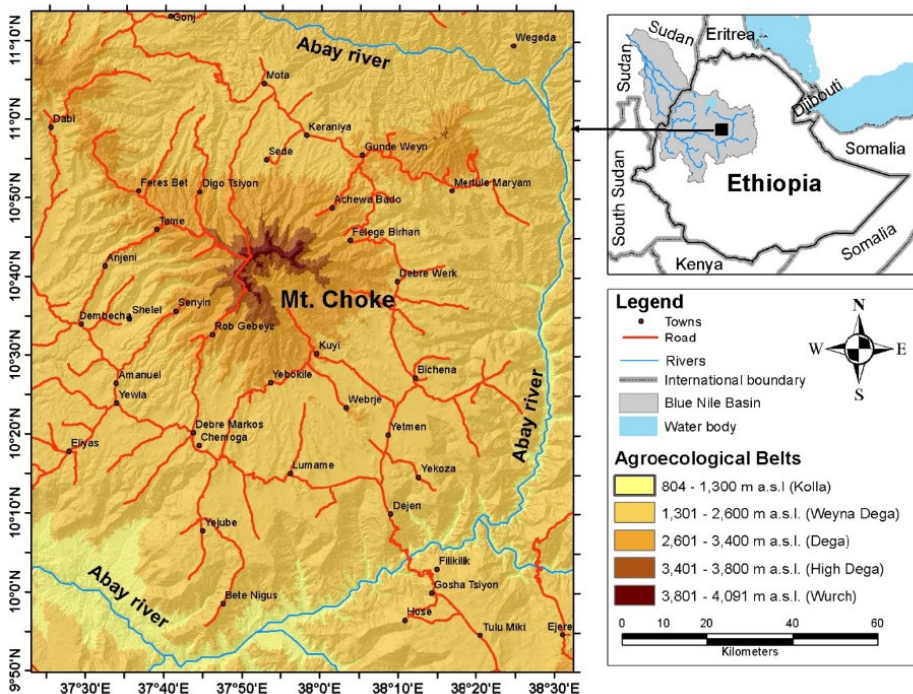 Gonj
Abay river
Wegeda
Mota
Dabi
Keraniya
Sede
Gunde Weyn
Feres Bet
Digo Tsiyon
Mertule Maryam
Achewa Bado
Tame
Felege Birhan
Anjeni
Debre Werk
Mt. Choke
Dembecha
Shelel
Senyin
Rob Gebeya
Kuyi
Amanuel
Yebokile
Bichena
Yewla
Webrje
Abay river
Debre Markos
Chemoga
Yetmen
Eliyas
Lumame
Yekoza
Dejen
Yejube
Filikilik
Abay river
Bete Nigus
Gosha Tsiyon
Hose
Tulu Miki
Ejere
11°10'N
11°0'N
10°50'N
10°40'N
10°30'N
10°20'N
10°10'N
10°0'N
9°50'N
37°30'E
37°40'E
37°50'E
38°0'E
38°10'E
38°20'E
38°30'E
Sudan
Sudan
Eritrea
Djibouti
Somalia
South Sudan
Ethiopia
Somalia
Kenya
Legend
Towns
Road
Rivers
International boundary
Blue Nile Basin
Water body
N
W
E
S
Agroecological Belts
804 - 1,300 m a.s.l (Kolla)
1,301 - 2,600 m a.s.l. (Weyna Dega)
2,601 - 3,400 m a.s.l. (Dega)
3,401 - 3,800 m a.s.l. (High Dega)
3,801 - 4,091 m a.s.l. (Wurch)
0 10 20 40 60
Kilometers